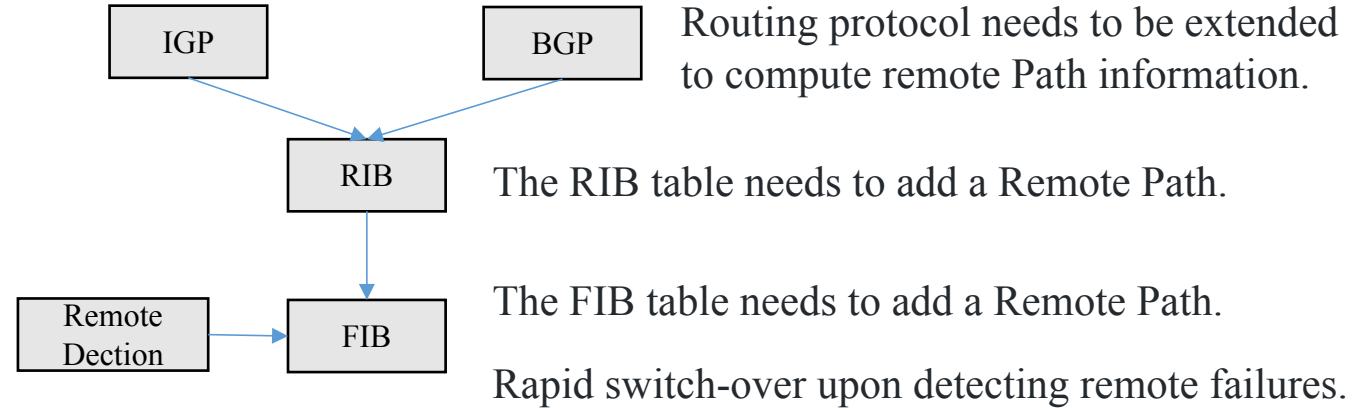 IGP
BGP
Routing protocol needs to be extended
to compute remote Path information.
RIB
The RIB table needs to add a Remote Path.
Remote
Dection
FIB
The FIB table needs to add a Remote Path.
Rapid switch-over upon detecting remote failures.